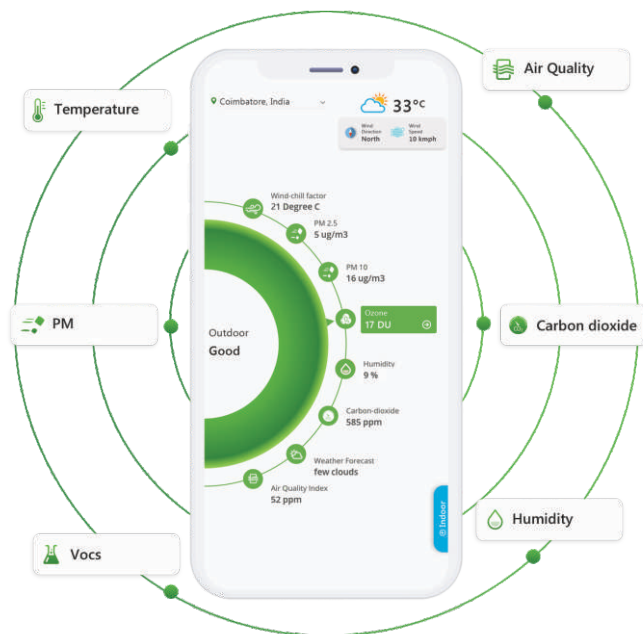 Air Quality
Temperature
Coimbatore, India
33°C
Wind
Direction
North
Wind
Speed
10 kmph
Wind-chill factor
21 Degree C
PM 2.5
5 ug/m3
PM 10
16 ug/m3
PM
Ozone
17 DU
Carbon dioxide
Outdoor
Good
Humidity
9 %
Carbon-dioxide
585 ppm
Weather Forecast
few clouds
Air Quality Index
52 ppm
Indoor
Humidity
Vocs